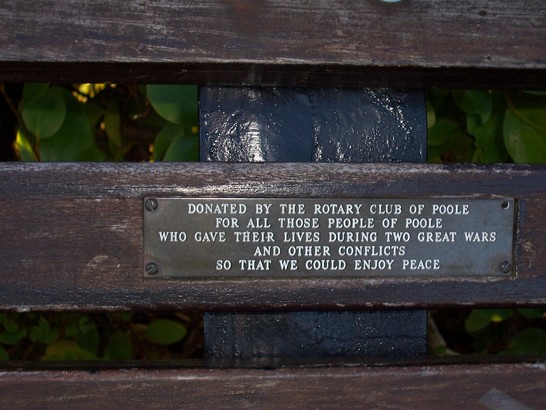 DONATED BY THE ROTARY CLUB OF POOLE
FOR ALL THOSE PEOPLE OF POOLE
WHO GAVE THEIR LIVES DURING TWO GREAT WARS
AND OTHER CONFLICTS
SO THAT WE COULD ENJOY PEACE